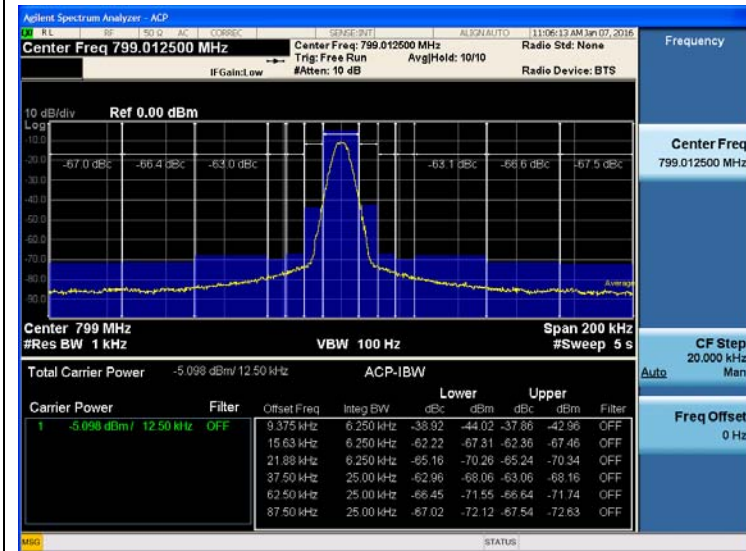 Agilent Spectrum Analyzer - ACP
RL RF 50 Ω AC CORREC SENSE:INT ALIGN AUTO 11:06:13 AM Jan 07, 2016
Center Freq 799.012500 MHz
Center Freq: 799.012500 MHz
Radio Std: None
Trig: Free Run Avg|Hold: 10/10
IFGain:Low #Atten: 10 dB Radio Device: BTS
Frequency
10 dB/div Ref 0.00 dBm
Log
-10.0
-20.0
-30.0
-40.0
-50.0
-60.0
-70.0
-80.0
-90.0
-67.0 dBc -66.4 dBc -63.0 dBc -63.1 dBc -66.6 dBc -67.5 dBc
Average
Center 799 MHz Span 200 kHz
#Res BW 1 kHz VBW 100 Hz #Sweep 5 s
Total Carrier Power -5.098 dBm/ 12.50 kHz ACP-IBW
Lower Upper
Carrier Power Filter Offset Freq Integ BW dBc dBm dBc dBm Filter
1 -5.098 dBm / 12.50 kHz OFF
9.375 kHz 6.250 kHz -38.92 -44.02 -37.86 -42.96 OFF
15.63 kHz 6.250 kHz -62.22 -67.31 -62.36 -67.46 OFF
21.88 kHz 6.250 kHz -65.16 -70.26 -65.24 -70.34 OFF
37.50 kHz 25.00 kHz -62.96 -68.06 -63.06 -68.16 OFF
62.50 kHz 25.00 kHz -66.45 -71.55 -66.64 -71.74 OFF
87.50 kHz 25.00 kHz -67.02 -72.12 -67.54 -72.63 OFF
Center Freq
799.012500 MHz
CF Step
20.000 kHz
Auto Man
Freq Offset
0 Hz
MSG STATUS